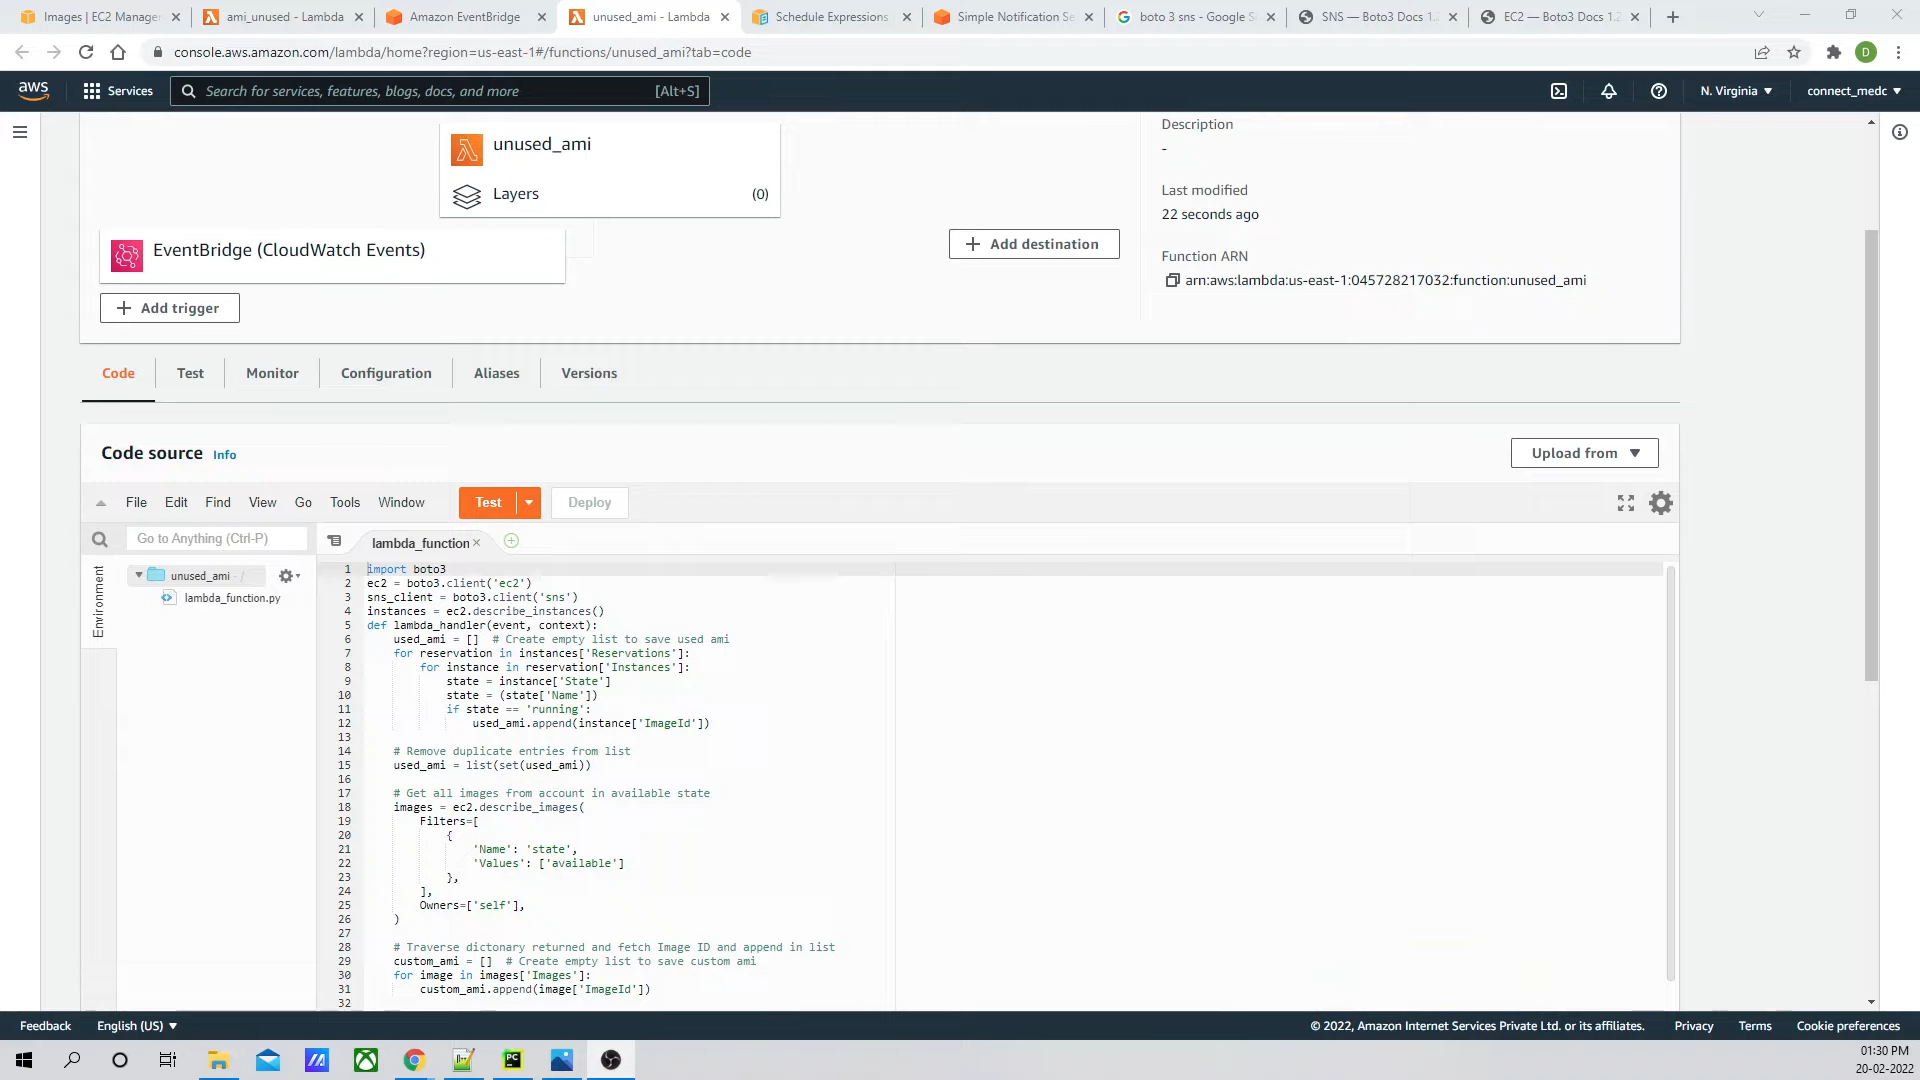 Images | EC2 Manager
ami_unused - Lambda
Amazon EventBridge
unused_ami - Lambda
Schedule Expressions
Simple Notification Se
boto 3 sns - Google S
SNS — Boto3 Docs 1.
EC2 — Boto3 Docs 1.2
console.aws.amazon.com/lambda/home?region=us-east-1#/functions/unused_ami?tab=code
D
aws
Services
Search for services, features, blogs, docs, and more
[Alt+S]
N. Virginia
connect_medc
unused_ami
Layers
(0)
EventBridge (CloudWatch Events)
Add trigger
Add destination
Description
-
Last modified
22 seconds ago
Function ARN
arn:aws:lambda:us-east-1:045728217032:function:unused_ami
Code
Test
Monitor
Configuration
Aliases
Versions
Code source Info
Upload from
File
Edit
Find
View
Go
Tools
Window
Test
Deploy
Go to Anything (Ctrl-P)
lambda_function
Environment
unused_ami - /
lambda_function.py
1 import boto3
2 ec2 = boto3.client('ec2')
3 sns_client = boto3.client('sns')
4 instances = ec2.describe_instances()
5 def lambda_handler(event, context):
6 used_ami = [] # Create empty list to save used ami
7 for reservation in instances['Reservations']:
8 for instance in reservation['Instances']:
9 state = instance['State']
10 state = (state['Name'])
11 if state == 'running':
12 used_ami.append(instance['ImageId'])
13
14 # Remove duplicate entries from list
15 used_ami = list(set(used_ami))
16
17 # Get all images from account in available state
18 images = ec2.describe_images(
19 Filters=[
20 {
21 'Name': 'state',
22 'Values': ['available']
23 },
24 ],
25 Owners=['self'],
26 )
27
28 # Traverse dictonary returned and fetch Image ID and append in list
29 custom_ami = [] # Create empty list to save custom ami
30 for image in images['Images']:
31 custom_ami.append(image['ImageId'])
32
Feedback
English (US)
© 2022, Amazon Internet Services Private Ltd. or its affiliates.
Privacy
Terms
Cookie preferences
PC
01:30 PM
20-02-2022